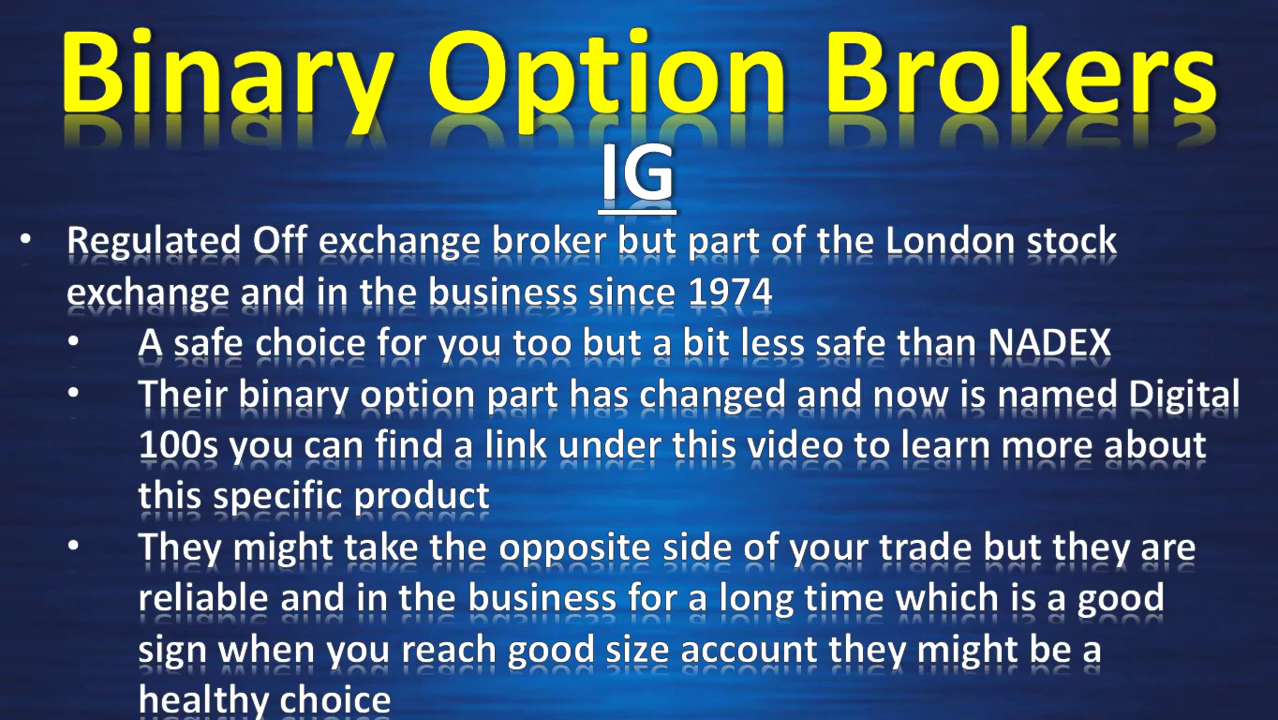 Binary Option Brokers
IG
• Regulated Off exchange broker but part of the London stock
exchange and in the business since 1974
• A safe choice for you too but a bit less safe than NADEX
• Their binary option part has changed and now is named Digital
100s you can find a link under this video to learn more about
this specific product
• They might take the opposite side of your trade but they are
reliable and in the business for a long time which is a good
sign when you reach good size account they might be a
healthy choice